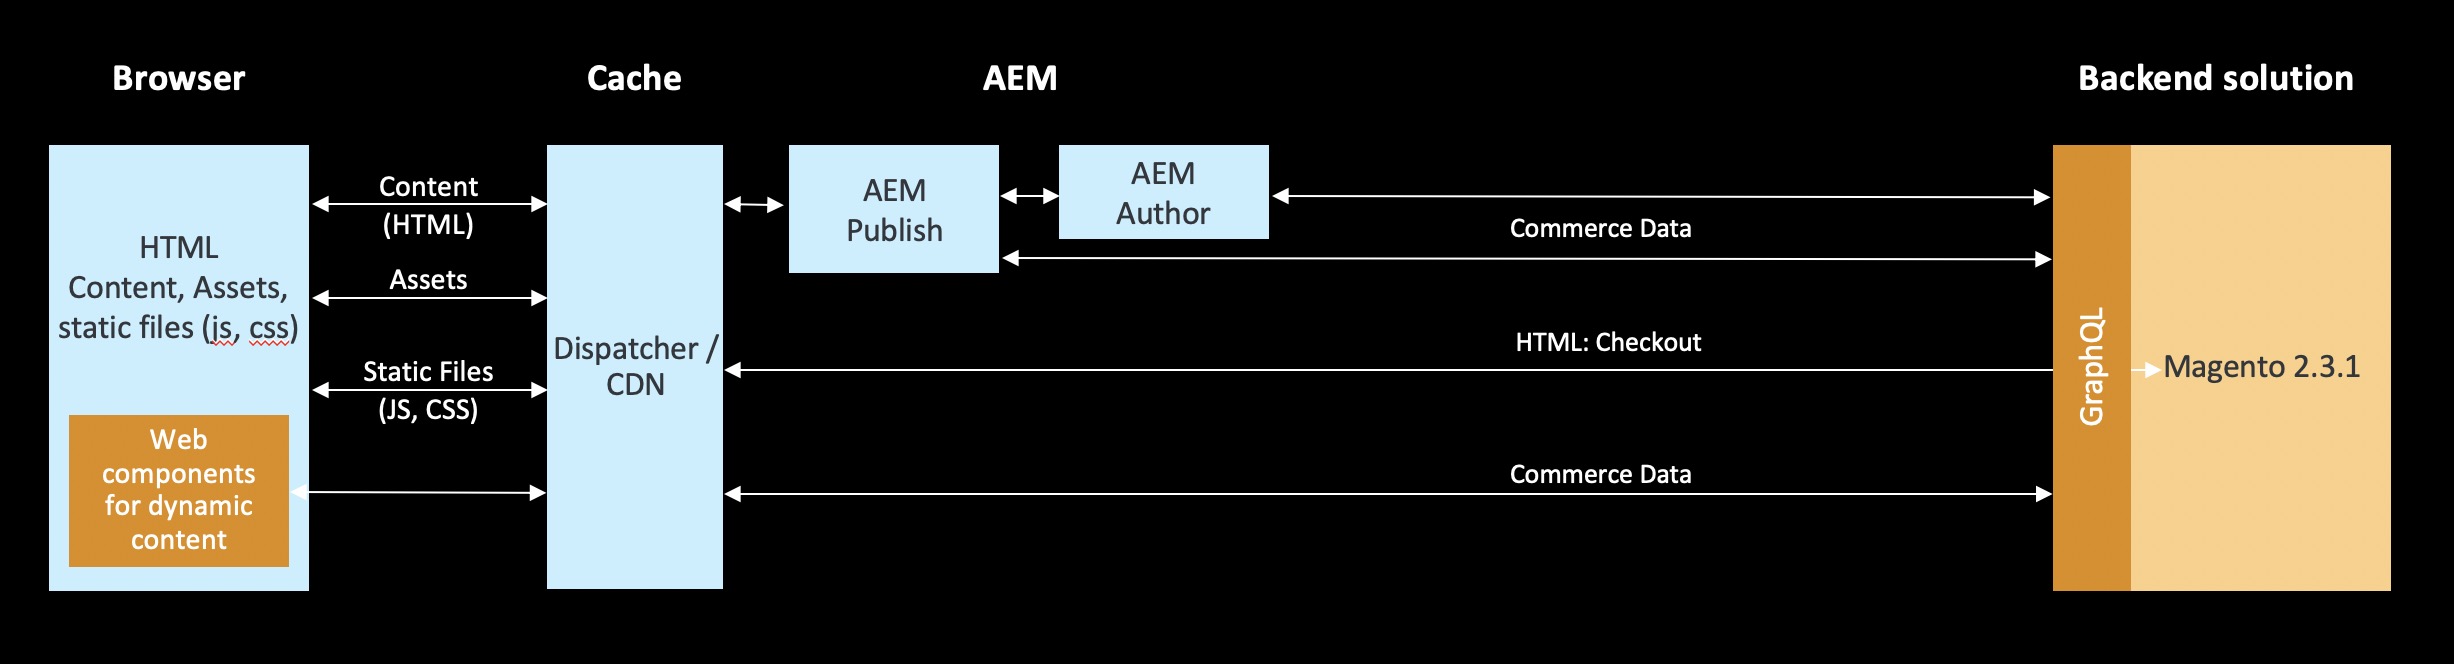 Browser
Cache
AEM
Backend solution
HTML
Content, Assets,
static files (js, css)
Web
components
for dynamic
content
Content
(HTML)
Assets
Static Files
(JS, CSS)
Dispatcher /
CDN
AEM
Publish
AEM
Author
Commerce Data
HTML: Checkout
Commerce Data
GraphQL
Magento 2.3.1